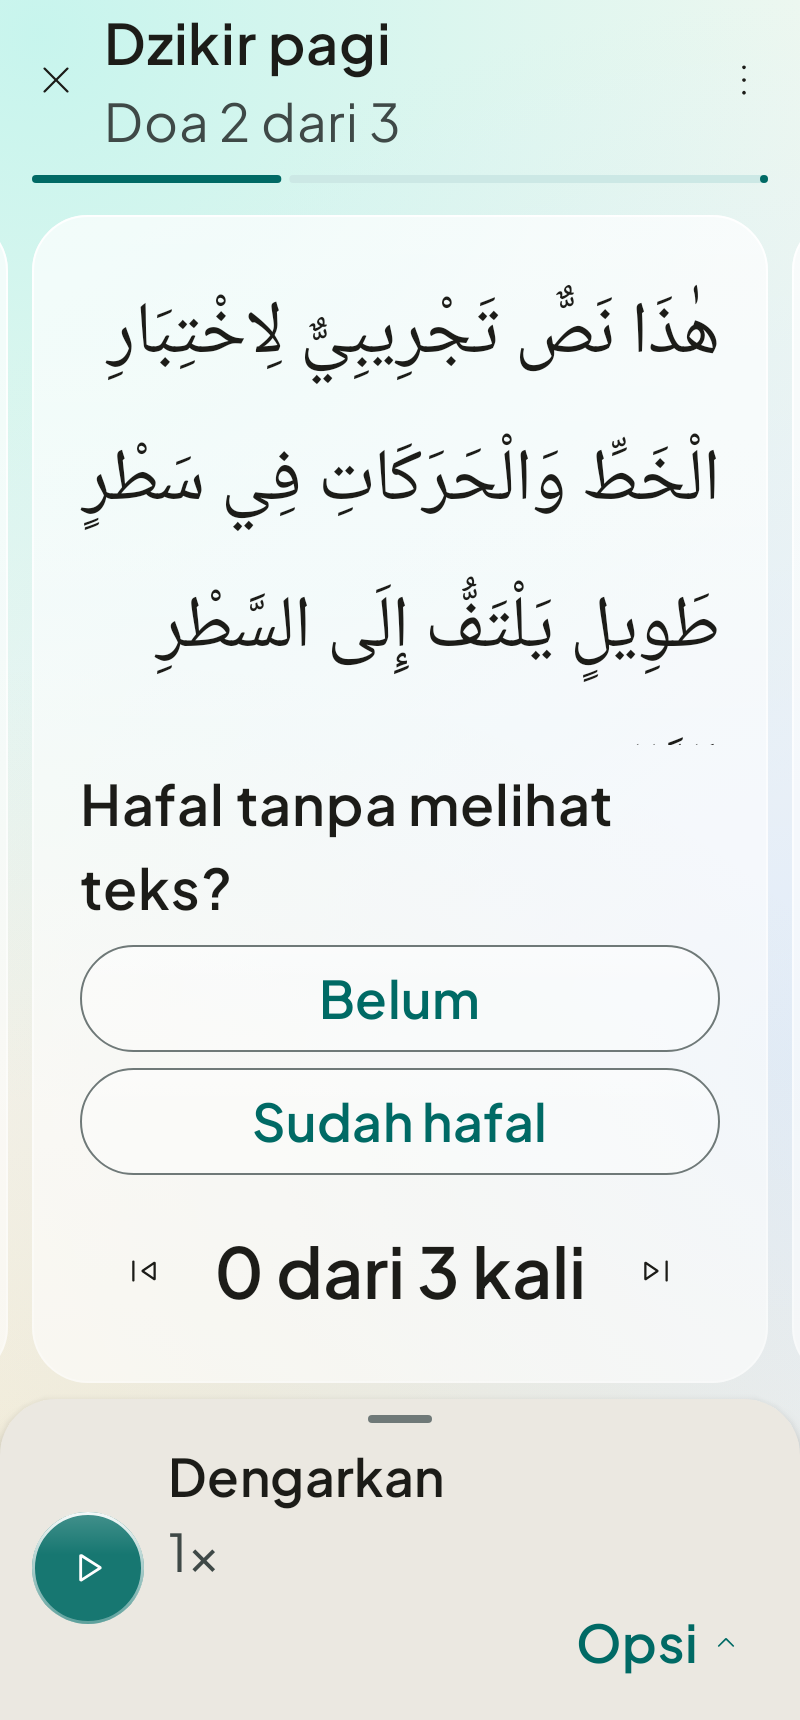 Dzikir pagi
Doa 2 dari 3
هٰذَا نَصٌّ تَجْرِيبِيٌّ لِاخْتِبَارِ
الْخَطِّ وَالْحَرَكَاتِ فِي سَطْرٍ
طَوِيلٍ يَلْتَفُّ إِلَى السَّطْرِ
Hafal tanpa melihat
teks?
Belum
Sudah hafal
0 dari 3 kali
Dengarkan
1×
Opsi